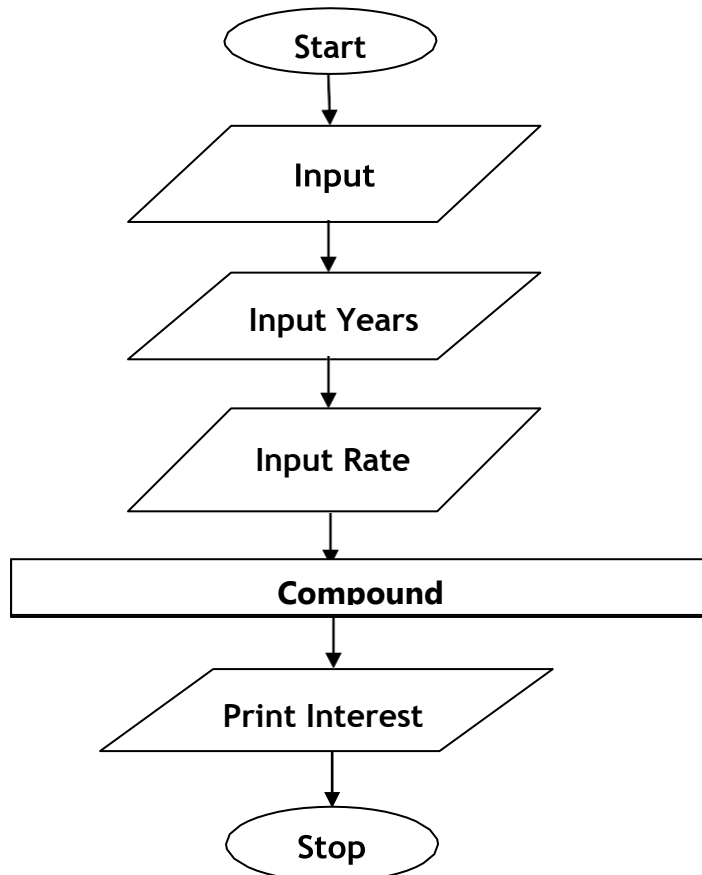 Start
Input
Input Years
Input Rate
Compound
Print Interest
Stop